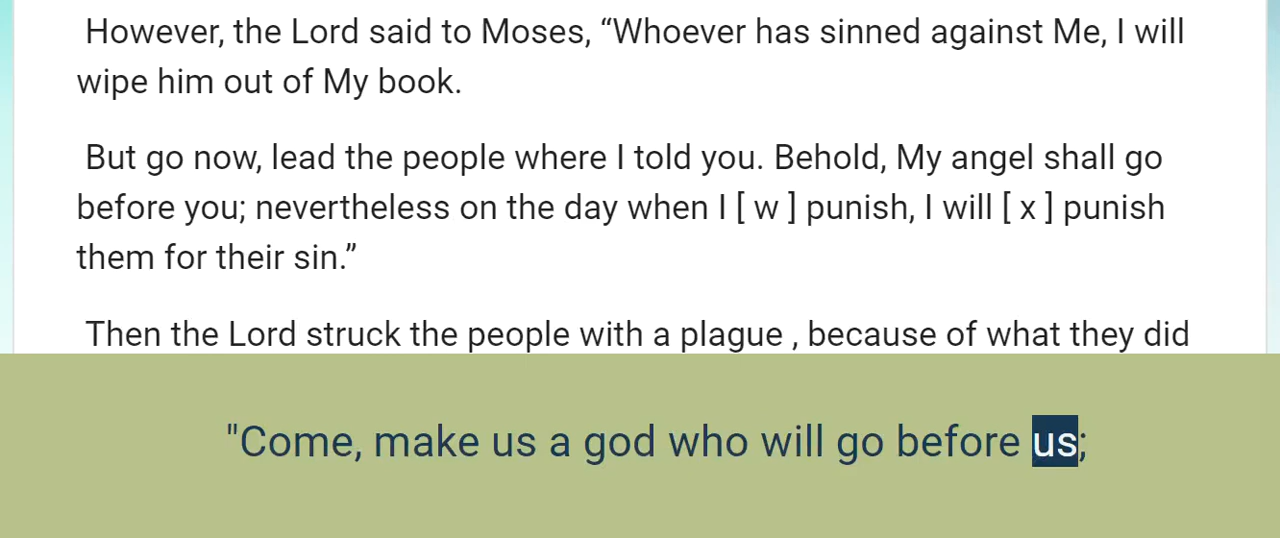 However, the Lord said to Moses, “Whoever has sinned against Me, I will
wipe him out of My book.
But go now, lead the people where I told you. Behold, My angel shall go
before you; nevertheless on the day when I [ w ] punish, I will [ x ] punish
them for their sin.”
Then the Lord struck the people with a plague , because of what they did
"Come, make us a god who will go before us;